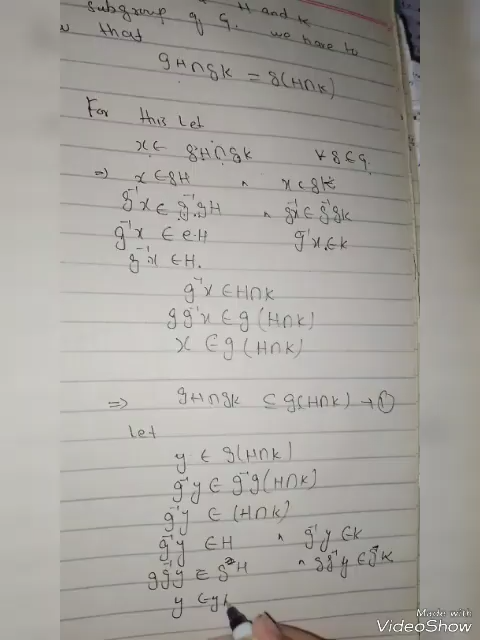 subgroup of G. H and K
we have to
that
gH∩gK = g(H∩K)
For this Let
x ∈ gH∩gK ∀ g ∈ G.
⇒ x ∈ gH ∧ x ∈ gK
g⁻¹x ∈ g⁻¹gH ∧ g⁻¹x ∈ g⁻¹gK
g⁻¹x ∈ e.H g⁻¹x ∈ K
g⁻¹x ∈ H.
g⁻¹x ∈ H∩K
gg⁻¹x ∈ g(H∩K)
x ∈ g(H∩K)
⇒ gH∩gK ⊆ g(H∩K) → ①
Let
y ∈ g(H∩K)
g⁻¹y ∈ g⁻¹g(H∩K)
g⁻¹y ∈ (H∩K)
g⁻¹y ∈ H ∧ g⁻¹y ∈ K
gg⁻¹y ∈ gH ∧ gg⁻¹y ∈ gK
y ∈
Made with
VideoShow